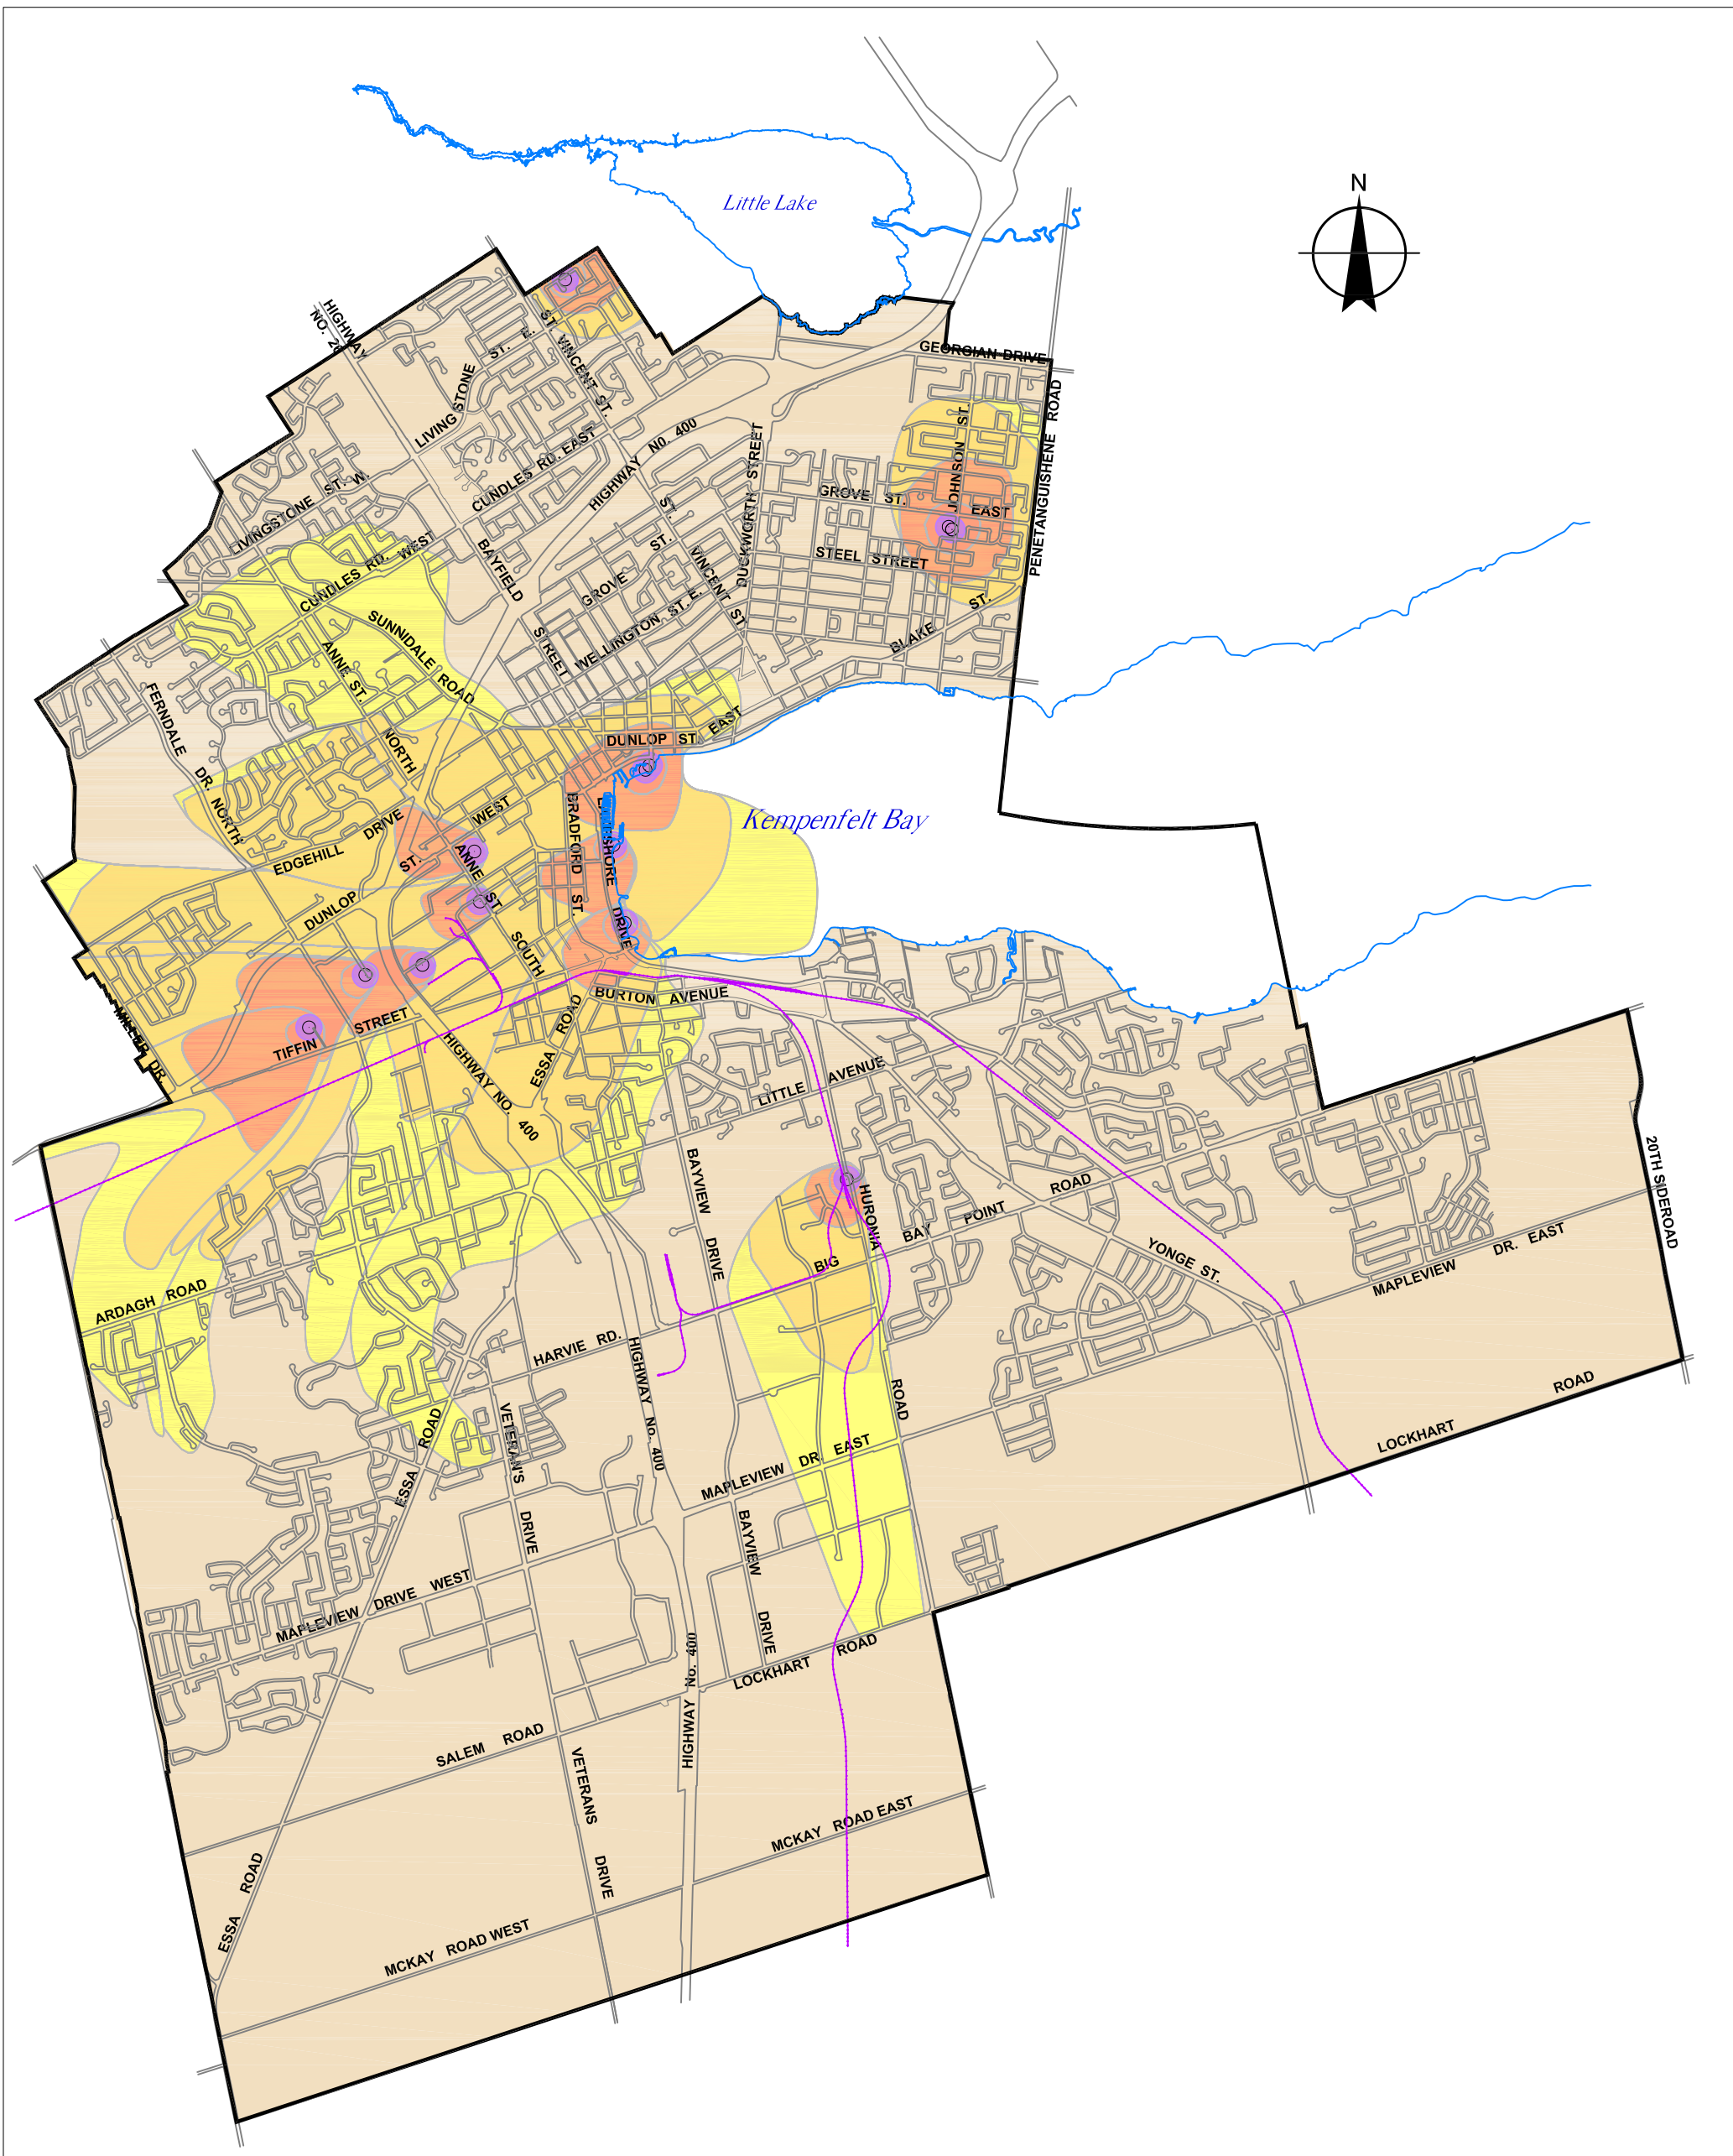 N
Little Lake
HIGHWAY
NO. 26
LIVINGSTONE ST. E.
ST. VINCENT ST.
GEORGIAN DRIVE
CUNDLES RD. EAST
HIGHWAY NO. 400
DUCKWORTH STREET
JOHNSON ST.
PENETANGUISHENE ROAD
LIVINGSTONE ST. W.
GROVE ST. EAST
STEEL STREET
CUNDLES RD. WEST
BAYFIELD STREET
GROVE ST.
ST. VINCENT ST.
WELLINGTON ST. E.
BLAKE ST.
SUNNIDALE ROAD
ANNE ST. NORTH
FERNDALE DR. NORTH
DUNLOP ST EAST
Kempenfelt Bay
EDGEHILL DRIVE
DUNLOP ST. WEST
BRADFORD ST.
LAKESHORE DRIVE
ANNE ST SOUTH
BURTON AVENUE
MILLER DR.
TIFFIN STREET
ESSA ROAD
HIGHWAY NO. 400
LITTLE AVENUE
BAYVIEW DRIVE
HURONIA ROAD
BIG BAY POINT ROAD
YONGE ST.
20TH SIDEROAD
MAPLEVIEW DR. EAST
ARDAGH ROAD
HARVIE RD.
HIGHWAY No. 400
VETERAN'S DRIVE
ESSA ROAD
MAPLEVIEW DR. EAST
LOCKHART ROAD
BAYVIEW DRIVE
MAPLEVIEW DRIVE WEST
LOCKHART ROAD
HIGHWAY No. 400
SALEM ROAD
VETERANS DRIVE
MCKAY ROAD EAST
ESSA ROAD
MCKAY ROAD WEST